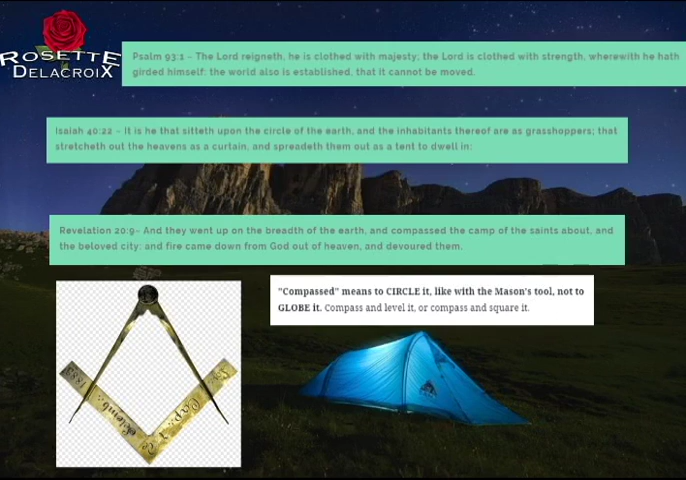 ROSETTE
DELACROIX
Psalm 93:1 - The Lord reigneth, he is clothed with majesty; the Lord is clothed with strength, wherewith he hath
girded himself: the world also is established, that it cannot be moved.
Isaiah 40:22 - It is he that sitteth upon the circle of the earth, and the inhabitants thereof are as grasshoppers; that
stretcheth out the heavens as a curtain, and spreadeth them out as a tent to dwell in:
Revelation 20:9- And they went up on the breadth of the earth, and compassed the camp of the saints about, and
the beloved city: and fire came down from God out of heaven, and devoured them.
"Compassed" means to CIRCLE it, like with the Mason's tool, not to
GLOBE it. Compass and level it, or compass and square it.